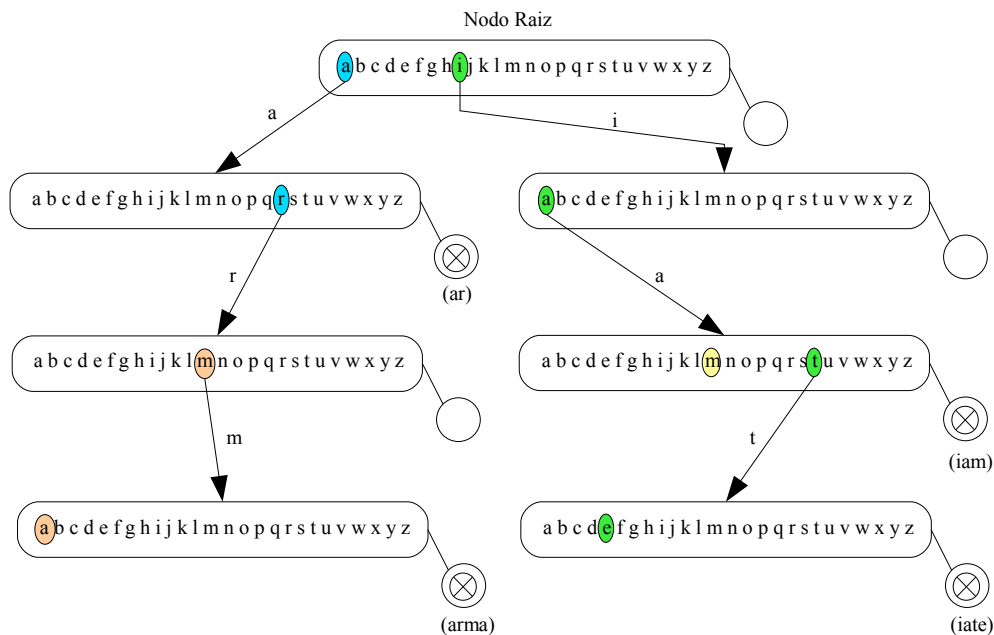 Nodo Raiz
a b c d e f g h i j k l m n o p q r s t u v w x y z
a
i
a b c d e f g h i j k l m n o p q r s t u v w x y z
a b c d e f g h i j k l m n o p q r s t u v w x y z
(ar)
r
a
a b c d e f g h i j k l m n o p q r s t u v w x y z
a b c d e f g h i j k l m n o p q r s t u v w x y z
m
t
(iam)
a b c d e f g h i j k l m n o p q r s t u v w x y z
a b c d e f g h i j k l m n o p q r s t u v w x y z
(arma)
(iate)